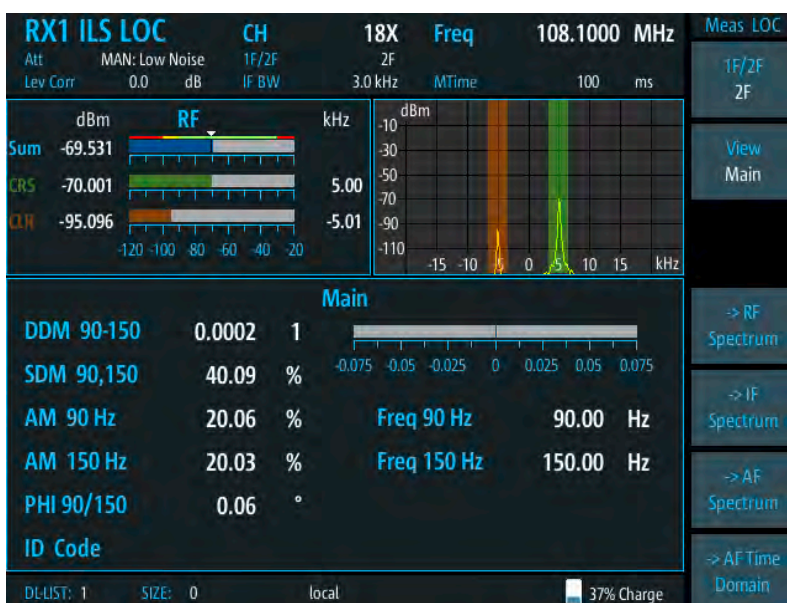 RX1 ILS LOC CH 18X Freq 108.1000 MHz
Att MAN: Low Noise 1F/2F 2F
Lev Corr 0.0 dB IF BW 3.0 kHz MTime 100 ms
Meas LOC
1F/2F
2F
View
Main
-> RF
Spectrum
-> IF
Spectrum
-> AF
Spectrum
-> AF Time
Domain
dBm RF kHz
Sum -69.531
CRS -70.001 5.00
CLR -95.096 -5.01
-120 -100 -80 -60 -40 -20
dBm
-10
-30
-50
-70
-90
-110
-15 -10 -5 0 5 10 15 kHz
Main
DDM 90-150 0.0002 1
-0.075 -0.05 -0.025 0 0.025 0.05 0.075
SDM 90,150 40.09 %
AM 90 Hz 20.06 % Freq 90 Hz 90.00 Hz
AM 150 Hz 20.03 % Freq 150 Hz 150.00 Hz
PHI 90/150 0.06 °
ID Code
DL-LIST: 1 SIZE: 0 local 37% Charge